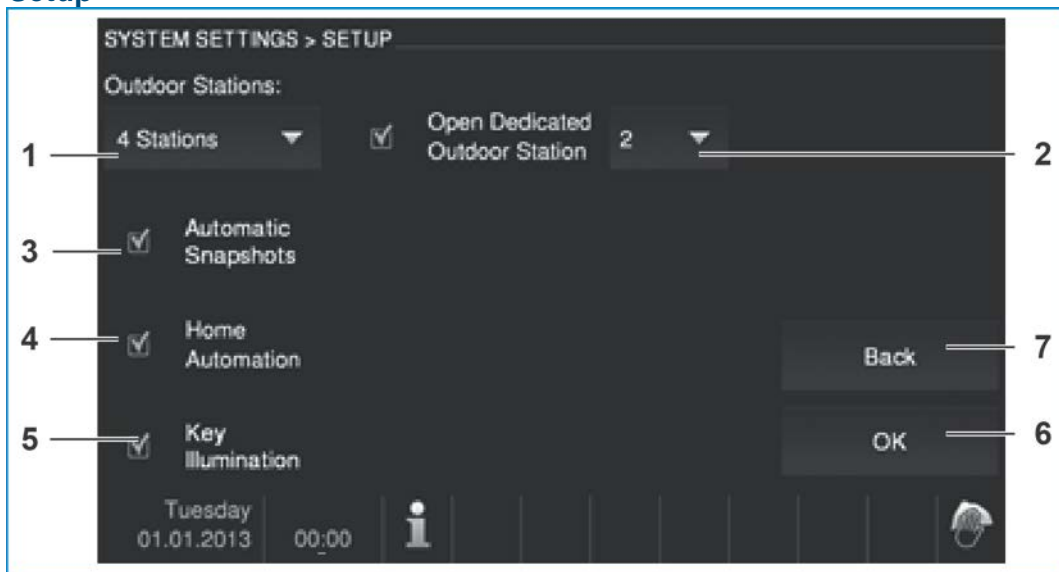 Setup
SYSTEM SETTINGS > SETUP
Outdoor Stations:
4 Stations
Open Dedicated
Outdoor Station
2
1
2
Automatic
Snapshots
3
Home
Automation
4
Back
7
Key
Illumination
5
OK
6
Tuesday
01.01.2013
00:00
i